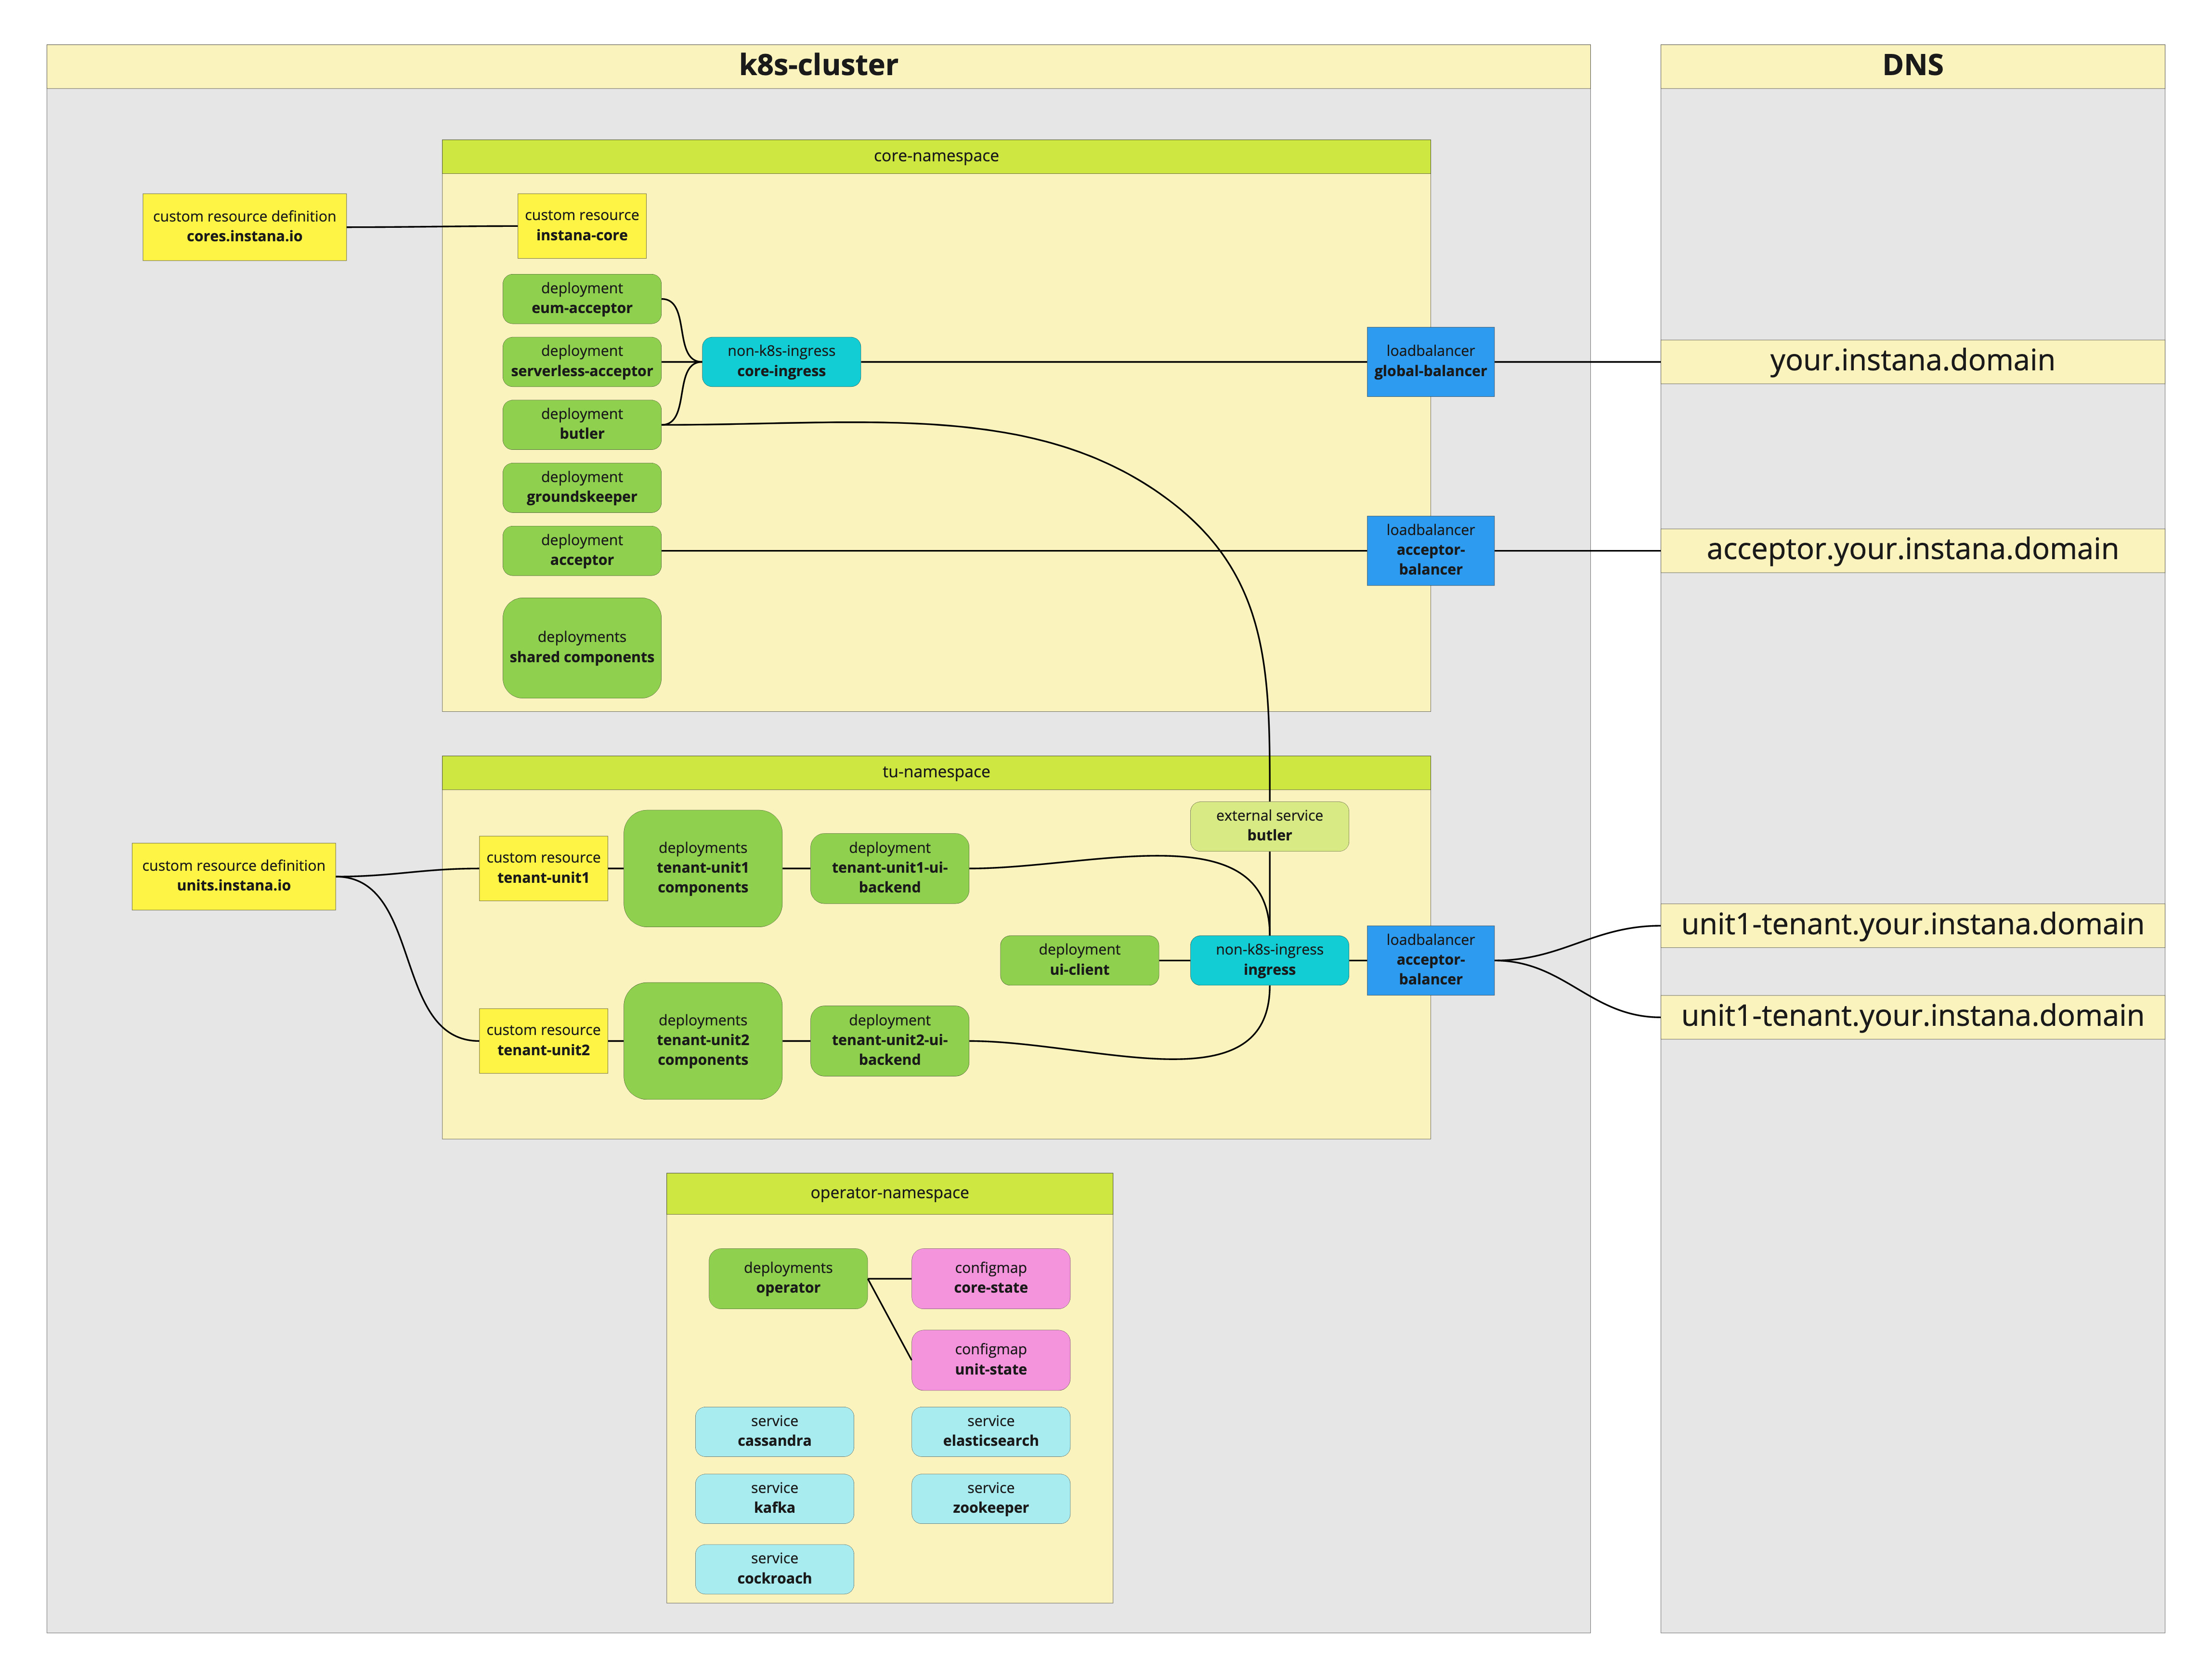 k8s-cluster
DNS
core-namespace
custom resource definition
cores.instana.io
custom resource
instana-core
deployment
eum-acceptor
deployment
serverless-acceptor
non-k8s-ingress
core-ingress
loadbalancer
global-balancer
your.instana.domain
deployment
butler
deployment
groundskeeper
deployment
acceptor
loadbalancer
acceptor-
balancer
acceptor.your.instana.domain
deployments
shared components
tu-namespace
external service
butler
custom resource definition
units.instana.io
custom resource
tenant-unit1
deployments
tenant-unit1
components
deployment
tenant-unit1-ui-
backend
deployment
ui-client
non-k8s-ingress
ingress
loadbalancer
acceptor-
balancer
unit1-tenant.your.instana.domain
unit1-tenant.your.instana.domain
custom resource
tenant-unit2
deployments
tenant-unit2
components
deployment
tenant-unit2-ui-
backend
operator-namespace
deployments
operator
configmap
core-state
configmap
unit-state
service
cassandra
service
elasticsearch
service
kafka
service
zookeeper
service
cockroach